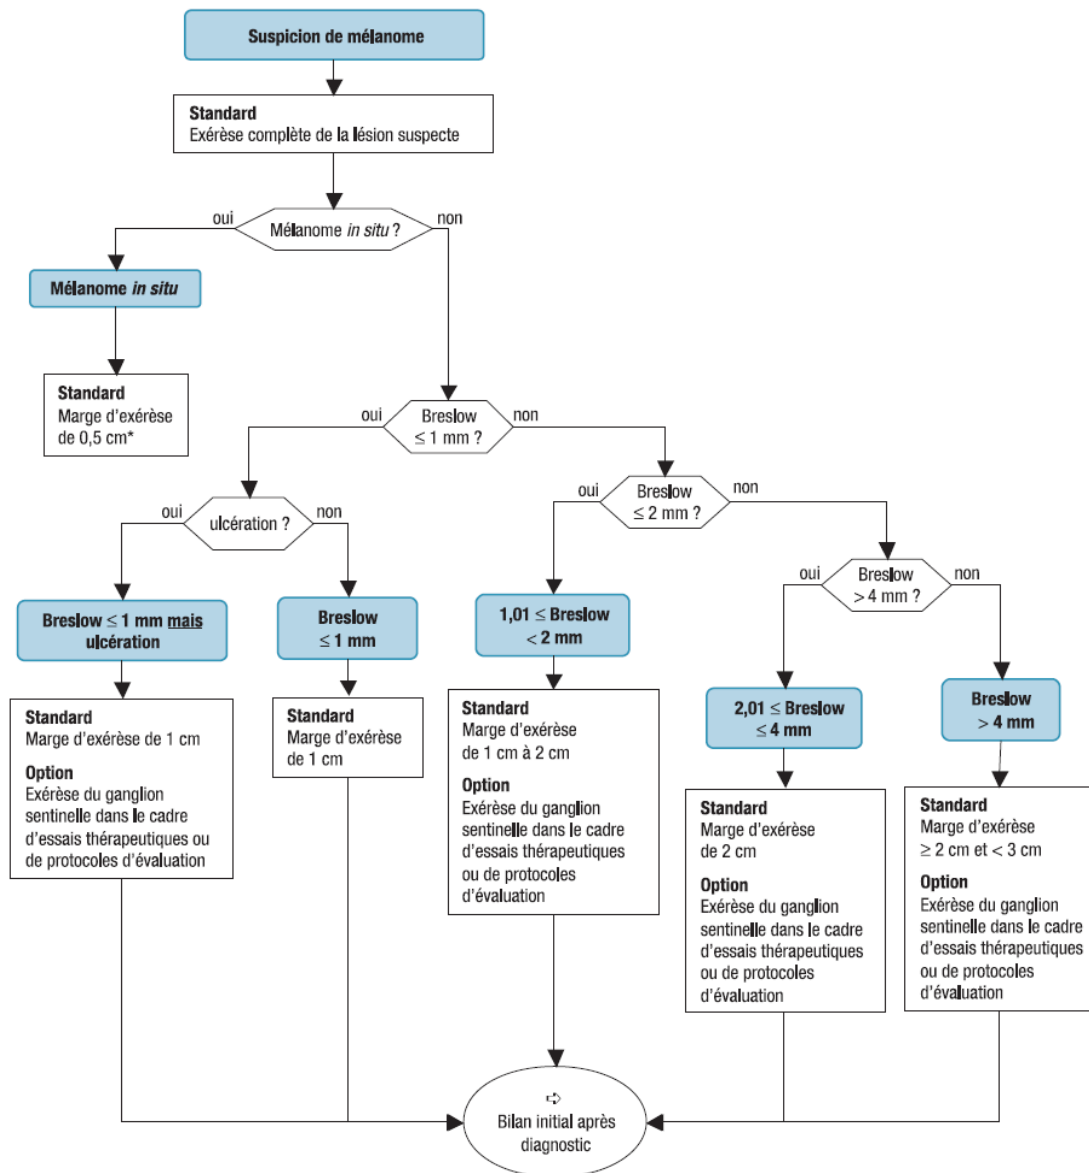 Suspicion de mélanome
Standard
Exérèse complète de la lésion suspecte
oui
Mélanome in situ ?
non
Mélanome in situ
Standard
Marge d'exérèse
de 0,5 cm*
oui
Breslow
≤ 1 mm ?
non
oui
ulcération ?
non
oui
Breslow
≤ 2 mm ?
non
oui
Breslow
> 4 mm ?
non
Breslow ≤ 1 mm mais
ulcération
Breslow
≤ 1 mm
1,01 ≤ Breslow
< 2 mm
2,01 ≤ Breslow
≤ 4 mm
Breslow
> 4 mm
Standard
Marge d'exérèse de 1 cm
Option
Exérèse du ganglion
sentinelle dans le cadre
d'essais thérapeutiques ou
de protocoles d'évaluation
Standard
Marge d'exérèse
de 1 cm
Standard
Marge d'exérèse
de 1 cm à 2 cm
Option
Exérèse du ganglion
sentinelle dans le cadre
d'essais thérapeutiques
ou de protocoles
d'évaluation
Standard
Marge d'exérèse
de 2 cm
Option
Exérèse du ganglion
sentinelle dans le cadre
d'essais thérapeutiques
ou de protocoles
d'évaluation
Standard
Marge d'exérèse
≥ 2 cm et < 3 cm
Option
Exérèse du ganglion
sentinelle dans le cadre
d'essais thérapeutiques
ou de protocoles
d'évaluation
➪
Bilan initial après
diagnostic